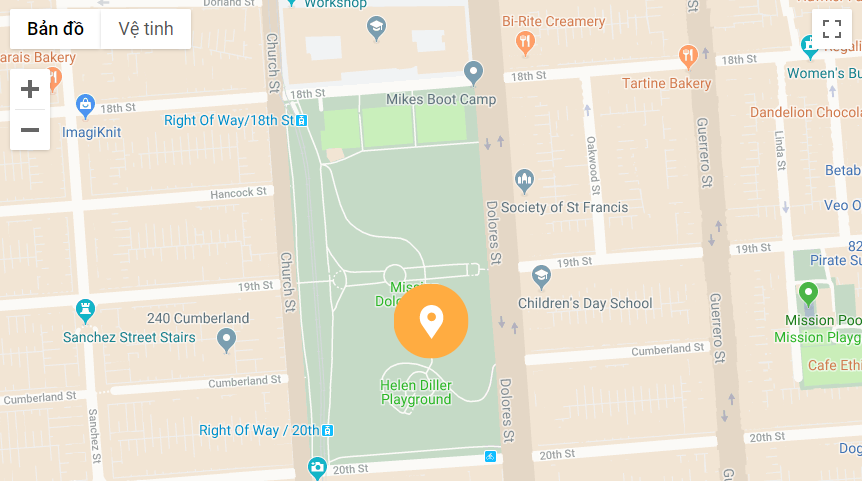 Dorland St
Workshop
Bản đồ
Vệ tinh
Bi-Rite Creamery
arais Bakery
18th St
18th St
Tartine Bakery
Women's Bu
18th St
Mikes Boot Camp
18th St
ImagiKnit
Right Of Way/18th St
Dandelion Chocola
Church St
Oakwood St
Guerrero St
Linda St
Betab
Hancock St
Society of St Francis
Veo O
Dolores St
19th St
19th St
82
Pirate Su
Church St
19th St
Children's Day School
240 Cumberland
Sanchez Street Stairs
Guerrero St
Mission Poo
Mission Playg
Cumberland St
Cafe Ethi
Cumberland St
Helen Diller
Playground
Cumberland St
Sanchez St
Dolores St
Right Of Way / 20th
20th St
20th St
20th St
Dog